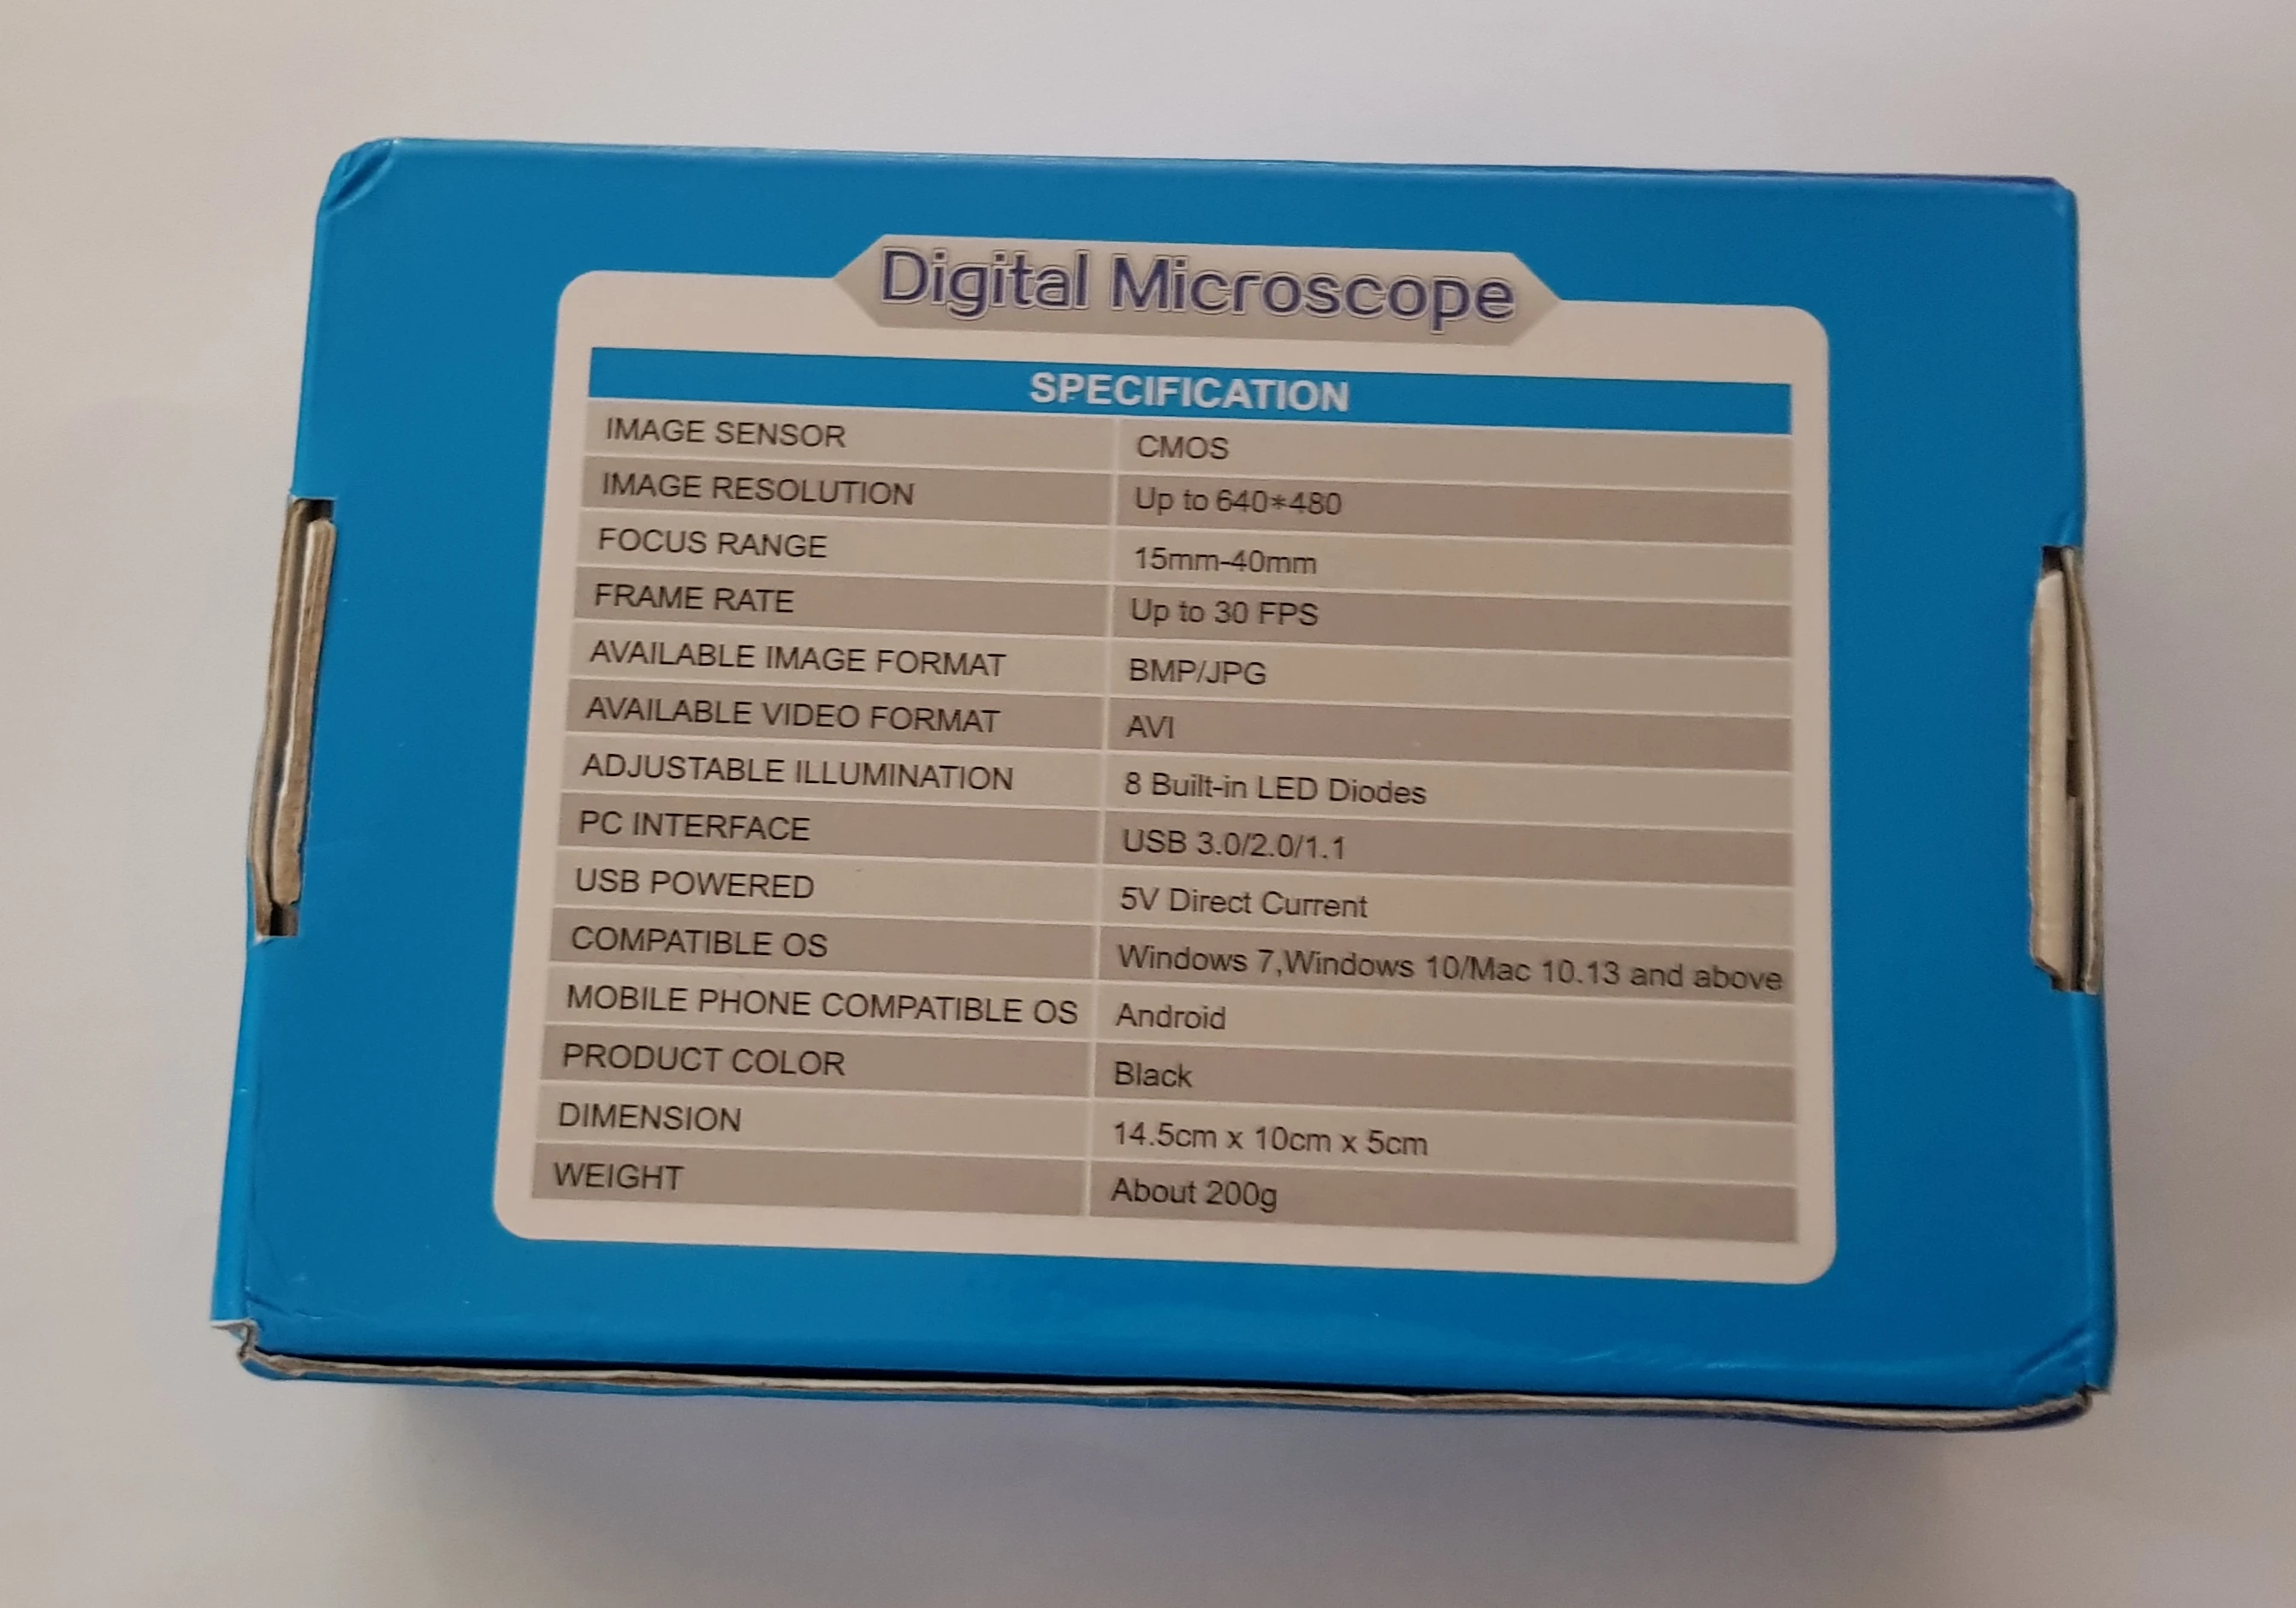 Digital Microscope
SPECIFICATION
IMAGE SENSOR CMOS
IMAGE RESOLUTION Up to 640*480
FOCUS RANGE 15mm-40mm
FRAME RATE Up to 30 FPS
AVAILABLE IMAGE FORMAT BMP/JPG
AVAILABLE VIDEO FORMAT AVI
ADJUSTABLE ILLUMINATION 8 Built-in LED Diodes
PC INTERFACE USB 3.0/2.0/1.1
USB POWERED 5V Direct Current
COMPATIBLE OS Windows 7,Windows 10/Mac 10.13 and above
MOBILE PHONE COMPATIBLE OS Android
PRODUCT COLOR Black
DIMENSION 14.5cm x 10cm x 5cm
WEIGHT About 200g